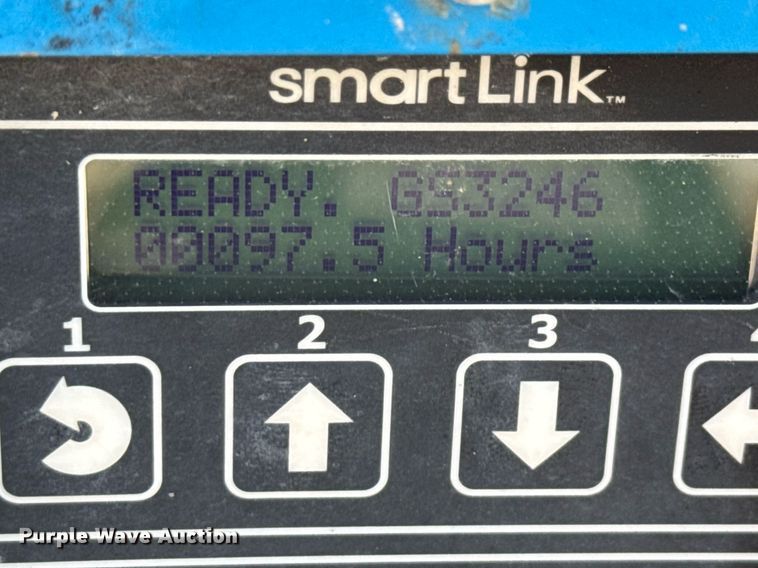 smartLink™
READY. GS3246
00097.5 Hours
1
2
3
Purple Wave Auction